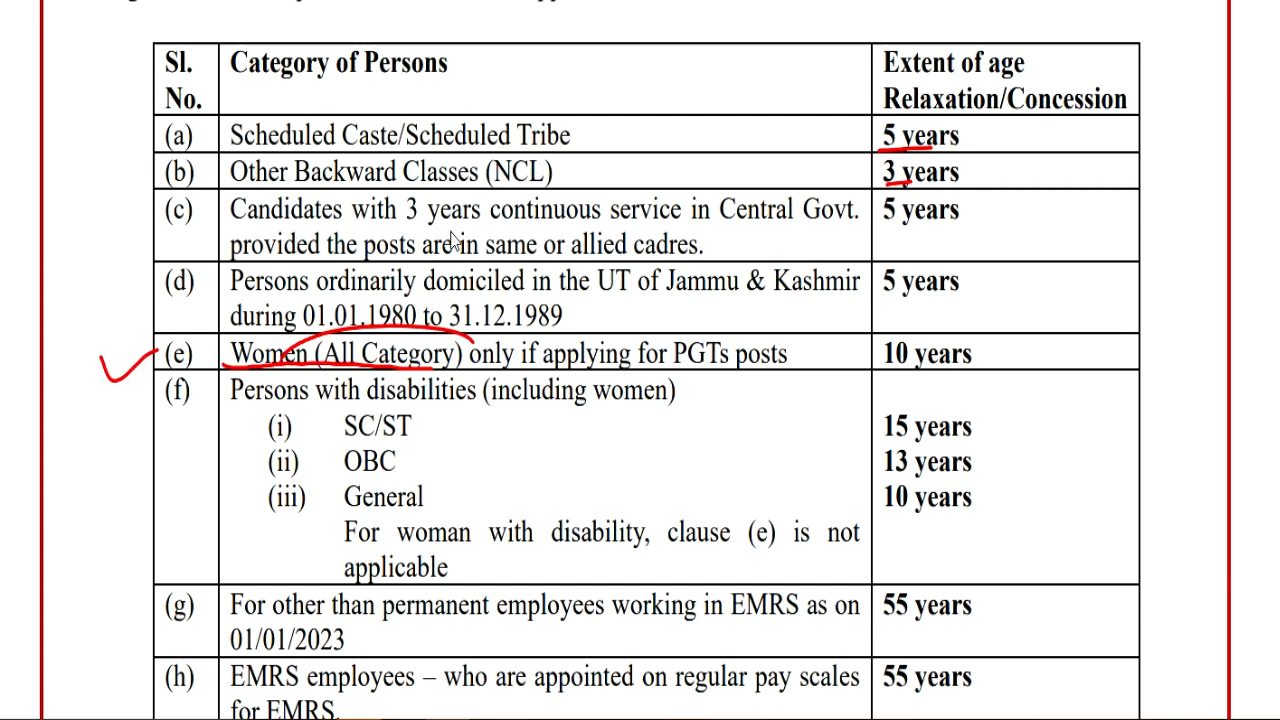 Sl. Category of Persons Extent of age
No. Relaxation/Concession
(a) Scheduled Caste/Scheduled Tribe 5 years
(b) Other Backward Classes (NCL) 3 years
(c) Candidates with 3 years continuous service in Central Govt. 5 years
provided the posts are in same or allied cadres.
(d) Persons ordinarily domiciled in the UT of Jammu & Kashmir 5 years
during 01.01.1980 to 31.12.1989
(e) Women (All Category) only if applying for PGTs posts 10 years
(f) Persons with disabilities (including women)
(i) SC/ST 15 years
(ii) OBC 13 years
(iii) General 10 years
For woman with disability, clause (e) is not
applicable
(g) For other than permanent employees working in EMRS as on 55 years
01/01/2023
(h) EMRS employees – who are appointed on regular pay scales 55 years
for EMRS.